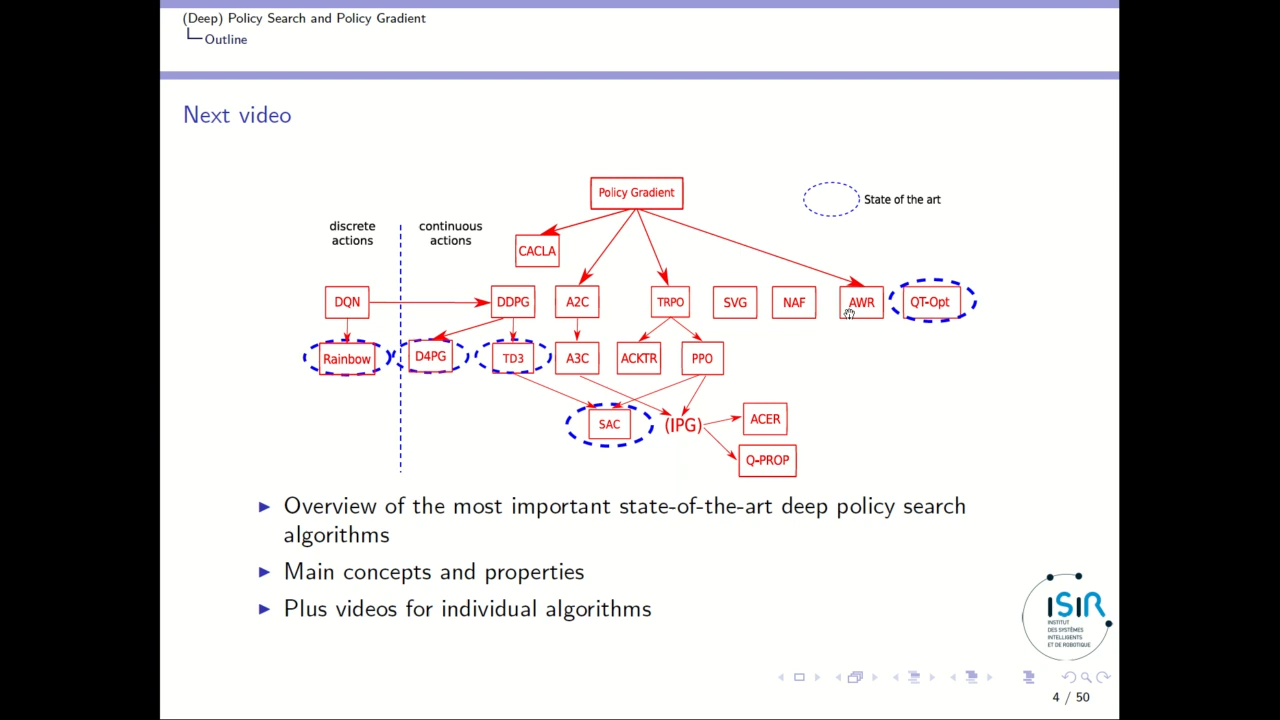 (Deep) Policy Search and Policy Gradient
Outline
Next video
Policy Gradient
State of the art
discrete
actions
continuous
actions
CACLA
DQN
DDPG
A2C
TRPO
SVG
NAF
AWR
QT-Opt
Rainbow
D4PG
TD3
A3C
ACKTR
PPO
SAC
(IPG)
ACER
Q-PROP
Overview of the most important state-of-the-art deep policy search
algorithms
Main concepts and properties
Plus videos for individual algorithms
ISIR
INSTITUT
DES SYSTÈMES
INTELLIGENTS
ET DE ROBOTIQUE
4 / 50